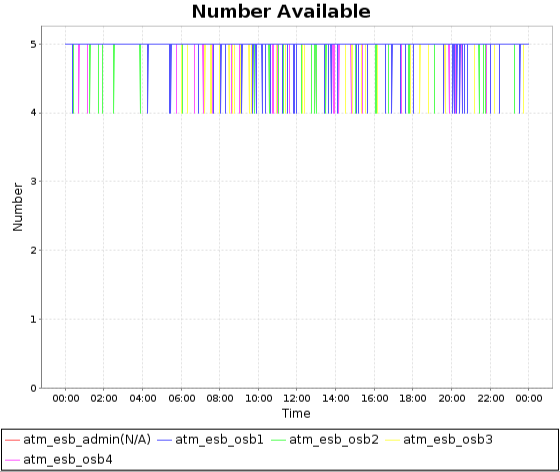 Number Available
5
4
3
2
1
0
Number
00:00 02:00 04:00 06:00 08:00 10:00 12:00 14:00 16:00 18:00 20:00 22:00 00:00
Time
atm_esb_admin(N/A) atm_esb_osb1 atm_esb_osb2 atm_esb_osb3
atm_esb_osb4